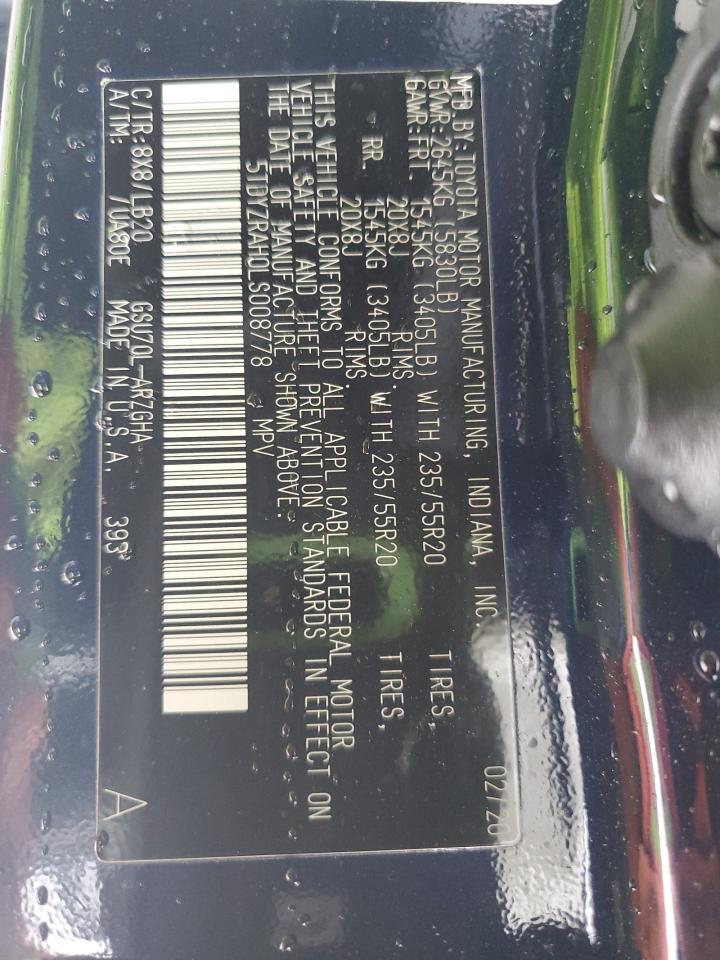 MFD BY:TOYOTA MOTOR MANUFACTURING, INDIANA, INC. 02/20
GVWR:2645KG (5830LB)
GAWR:FRT. 1545KG (3405LB) WITH 235/55R20 TIRES,
20X8J RIMS.
RR. 1545KG (3405LB) WITH 235/55R20 TIRES,
20X8J RIMS.
THIS VEHICLE CONFORMS TO ALL APPLICABLE FEDERAL MOTOR
VEHICLE SAFETY AND THEFT PREVENTION STANDARDS IN EFFECT ON
THE DATE OF MANUFACTURE SHOWN ABOVE.
5TDYZRAH0LS008778 MPV
C/TR:8X8/LB20 GSU70L-ARZGHA
A/TM: /UA80E MADE IN U.S.A. 393
A